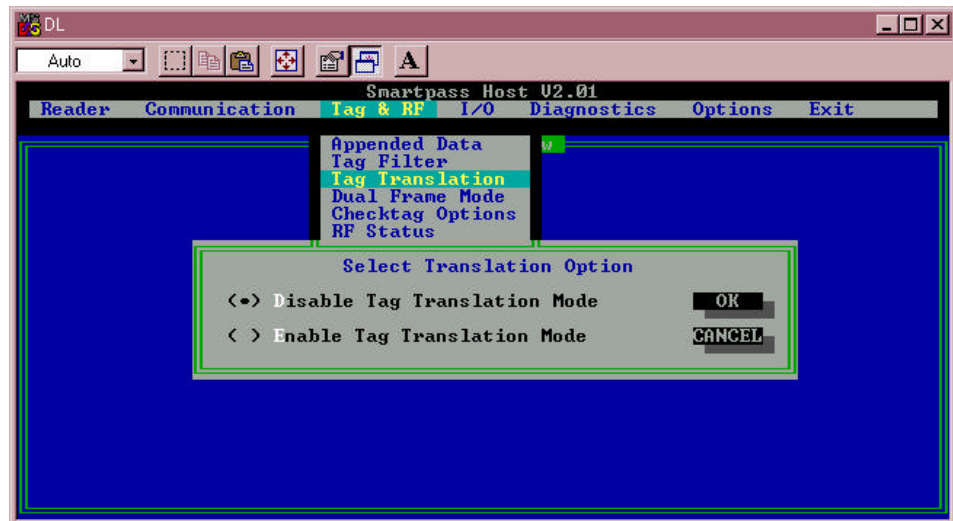 DL
Auto
A
Smartpass Host V2.01
Reader Communication Tag & RF I/O Diagnostics Options Exit
Appended Data
w
Tag Filter
Tag Translation
Dual Frame Mode
Checktag Options
RF Status
Select Translation Option
(•) Disable Tag Translation Mode
OK
( ) Enable Tag Translation Mode
CANCEL